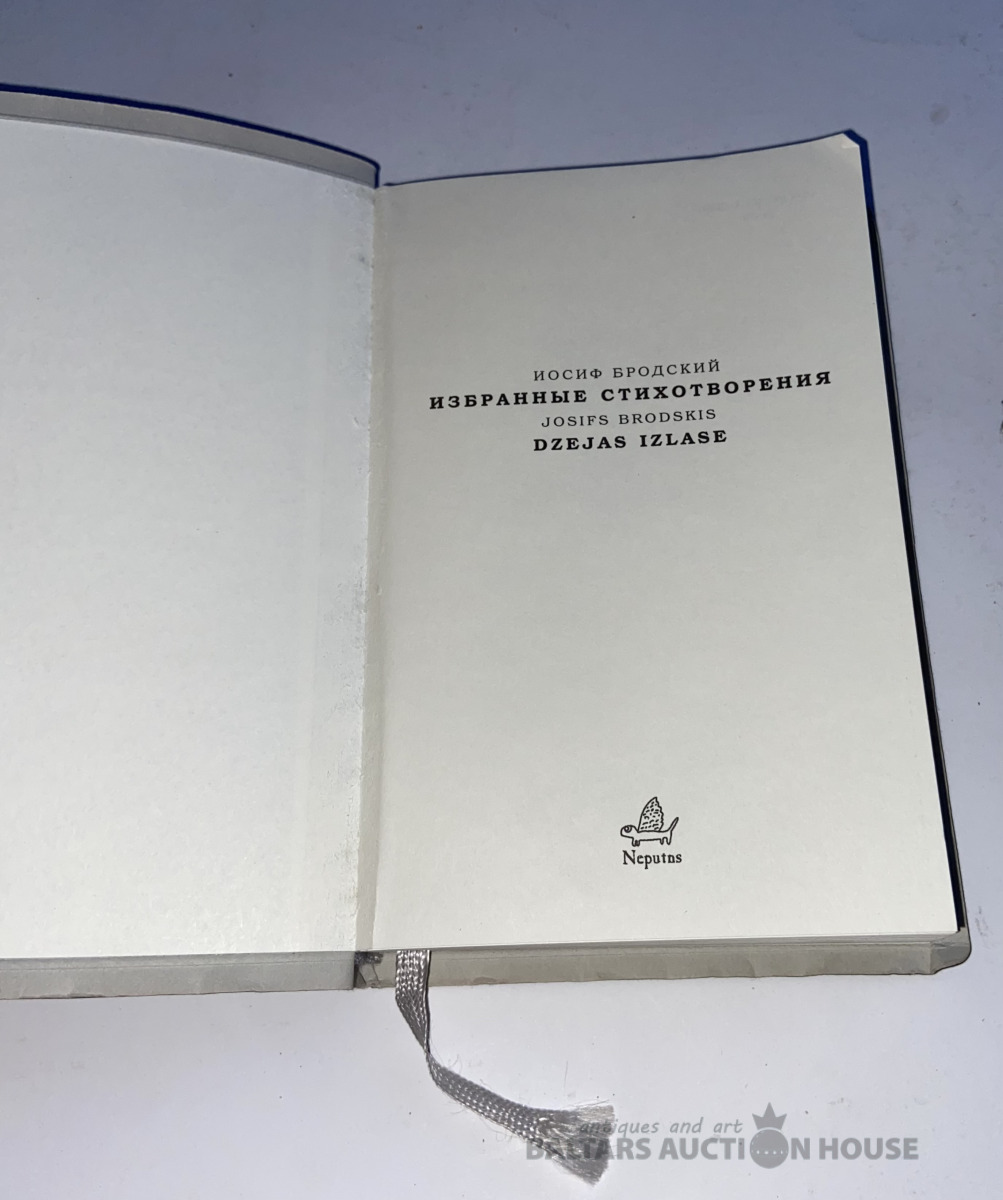 ИОСИФ БРОДСКИЙ
ИЗБРАННЫЕ СТИХОТВОРЕНИЯ
JOSIFS BRODSKIS
DZEJAS IZLASE
Neputns
antiques and art
BALTARS AUCTION HOUSE